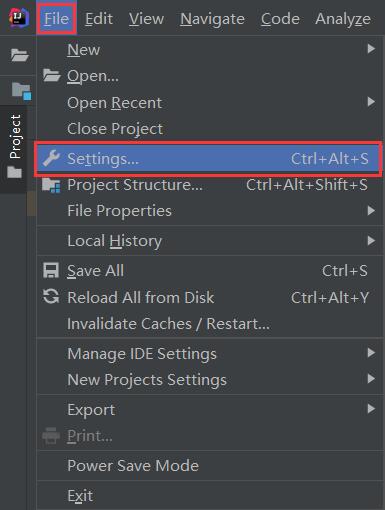 IJ File Edit View Navigate Code Analyze
New
Open...
Open Recent
Close Project
Project
Settings... Ctrl+Alt+S
Project Structure... Ctrl+Alt+Shift+S
File Properties
Local History
Save All Ctrl+S
Reload All from Disk Ctrl+Alt+Y
Invalidate Caches / Restart...
Manage IDE Settings
New Projects Settings
Export
Print...
Power Save Mode
Exit